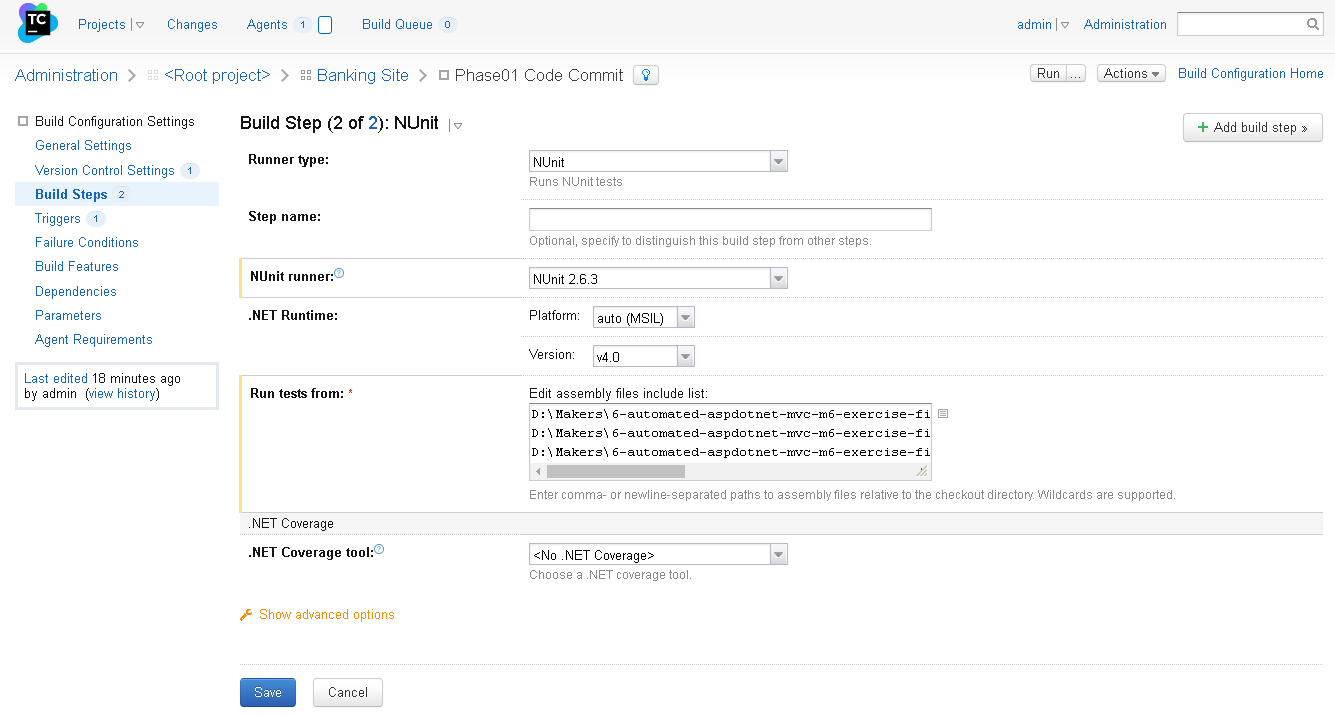 TC
Projects
Changes
Agents 1
Build Queue 0
admin
Administration
Administration
<Root project>
Banking Site
Phase01 Code Commit
Run ...
Actions
Build Configuration Home
Build Configuration Settings
General Settings
Version Control Settings 1
Build Steps 2
Triggers 1
Failure Conditions
Build Features
Dependencies
Parameters
Agent Requirements
Last edited 18 minutes ago
by admin (view history)
Build Step (2 of 2): NUnit
+ Add build step »
Runner type:
NUnit
Runs NUnit tests
Step name:
Optional, specify to distinguish this build step from other steps.
NUnit runner: ?
NUnit 2.6.3
.NET Runtime:
Platform: auto (MSIL)
Version: v4.0
Run tests from: *
Edit assembly files include list:
D:\Makers\6-automated-aspdotnet-mvc-m6-exercise-fi
D:\Makers\6-automated-aspdotnet-mvc-m6-exercise-fi
D:\Makers\6-automated-aspdotnet-mvc-m6-exercise-fi
Enter comma- or newline-separated paths to assembly files relative to the checkout directory. Wildcards are supported.
.NET Coverage
.NET Coverage tool: ?
<No .NET Coverage>
Choose a .NET coverage tool.
Show advanced options
Save
Cancel